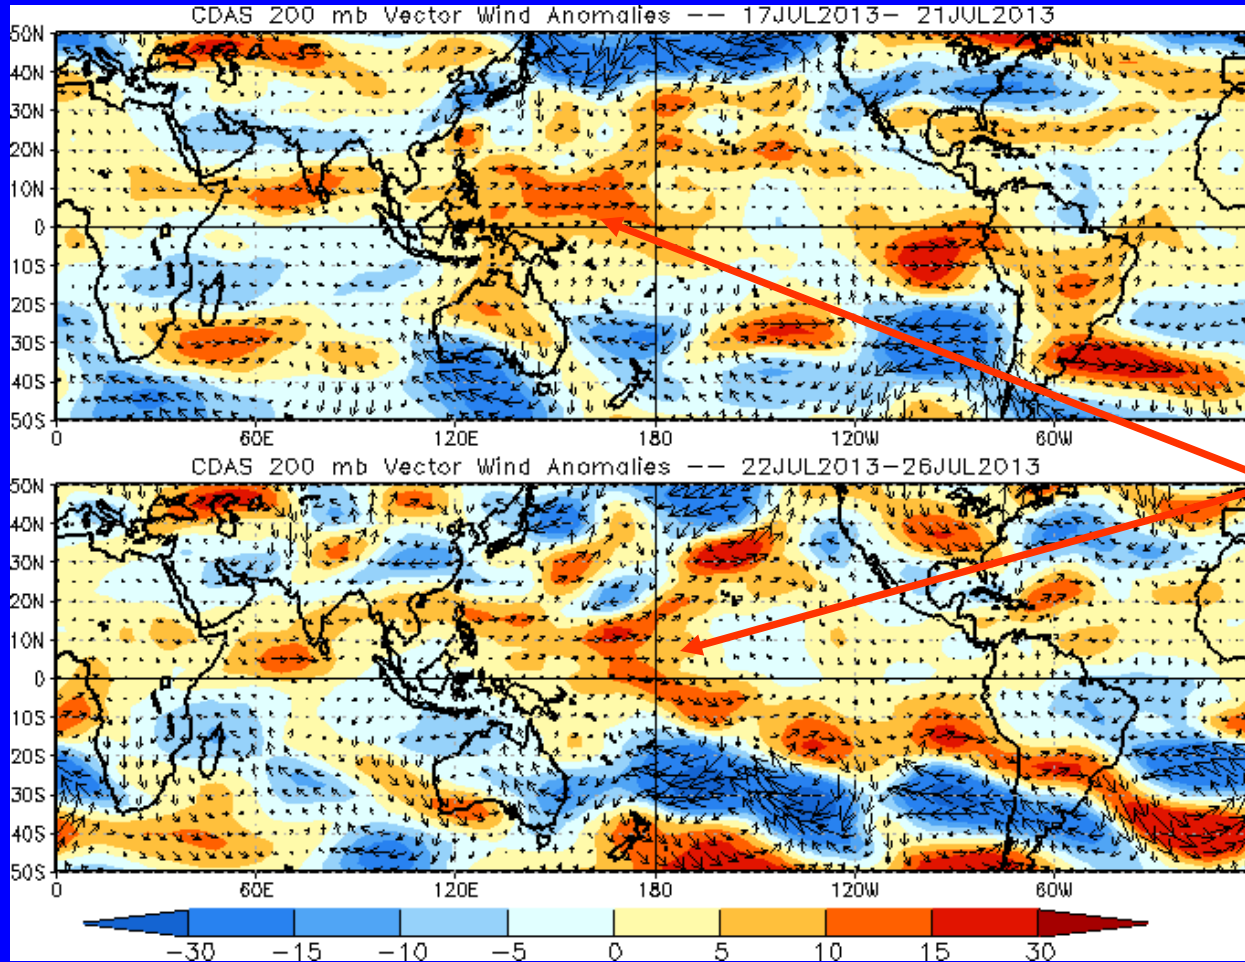 CDAS 200 mb Vector Wind Anomalies -- 17JUL2013- 21JUL2013
50N
40N
30N
20N
10N
0
10S
20S
30S
40S
50S
0 60E 120E 180 120W 60W
CDAS 200 mb Vector Wind Anomalies -- 22JUL2013-26JUL2013
50N
40N
30N
20N
10N
0
10S
20S
30S
40S
50S
0 60E 120E 180 120W 60W
-30 -15 -10 -5 0 5 10 15 30